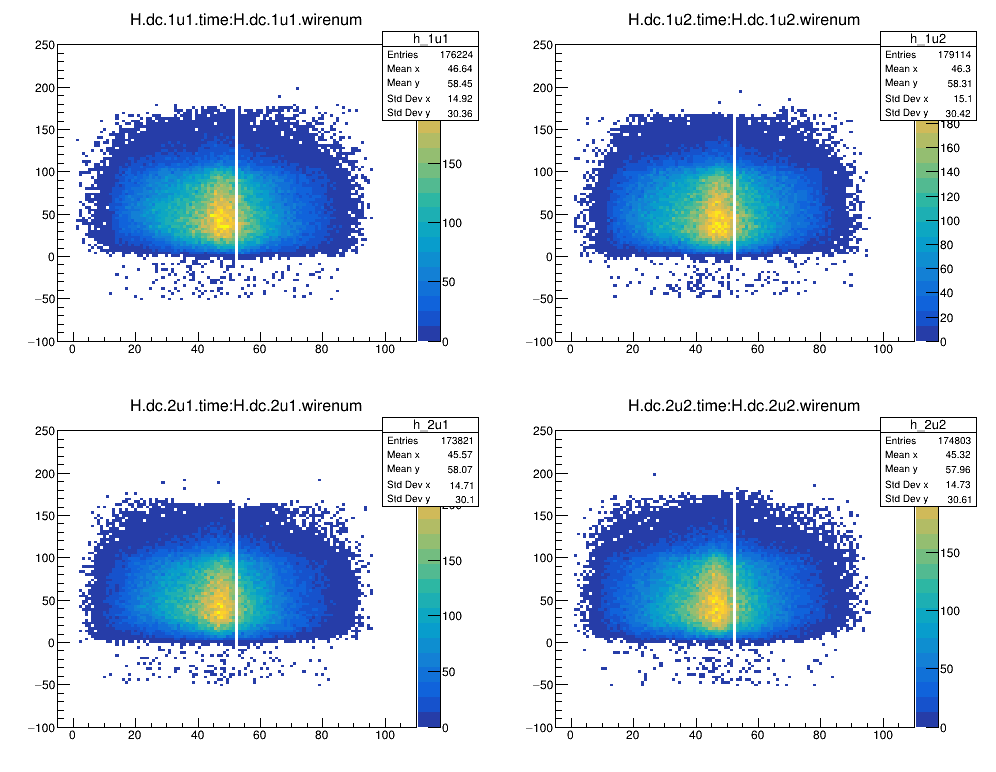 H.dc.1u1.time:H.dc.1u1.wirenum
h_1u1
Entries 176224
Mean x 46.64
Mean y 58.45
Std Dev x 14.92
Std Dev y 30.36
250
200
150
100
50
0
−50
−100
0 20 40 60 80 100
150
100
50
0
H.dc.1u2.time:H.dc.1u2.wirenum
h_1u2
Entries 179114
Mean x 46.3
Mean y 58.31
Std Dev x 15.1
Std Dev y 30.42
250
200
150
100
50
0
−50
−100
0 20 40 60 80 100
180
160
140
120
100
80
60
40
20
0
H.dc.2u1.time:H.dc.2u1.wirenum
h_2u1
Entries 173821
Mean x 45.57
Mean y 58.07
Std Dev x 14.71
Std Dev y 30.1
250
200
150
100
50
0
−50
−100
0 20 40 60 80 100
150
100
50
0
H.dc.2u2.time:H.dc.2u2.wirenum
h_2u2
Entries 174803
Mean x 45.32
Mean y 57.96
Std Dev x 14.73
Std Dev y 30.61
250
200
150
100
50
0
−50
−100
0 20 40 60 80 100
150
100
50
0